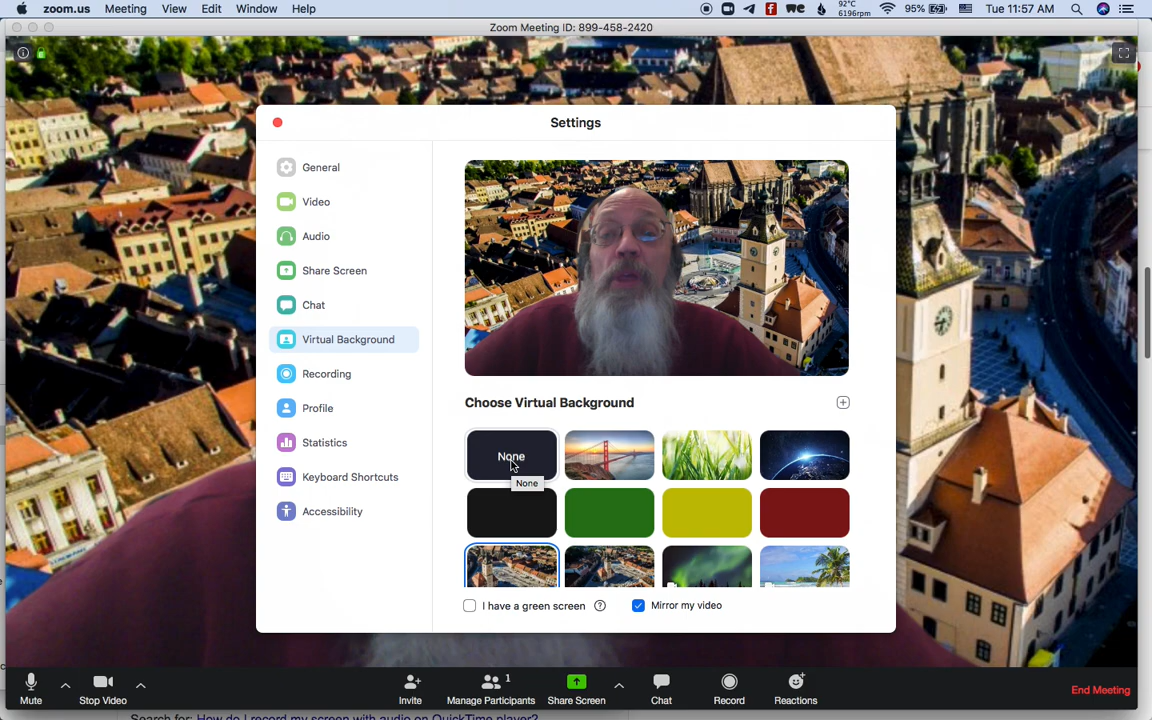 zoom.us Meeting View Edit Window Help
92°C
6196rpm
95%
Tue 11:57 AM
Zoom Meeting ID: 899-458-2420
Settings
General
Video
Audio
Share Screen
Chat
Virtual Background
Recording
Profile
Statistics
Keyboard Shortcuts
Accessibility
Choose Virtual Background
None
None
I have a green screen
Mirror my video
Mute
Stop Video
Invite
Manage Participants
1
Share Screen
Chat
Record
Reactions
End Meeting
Search for: How do I record my screen with audio on QuickTime player?